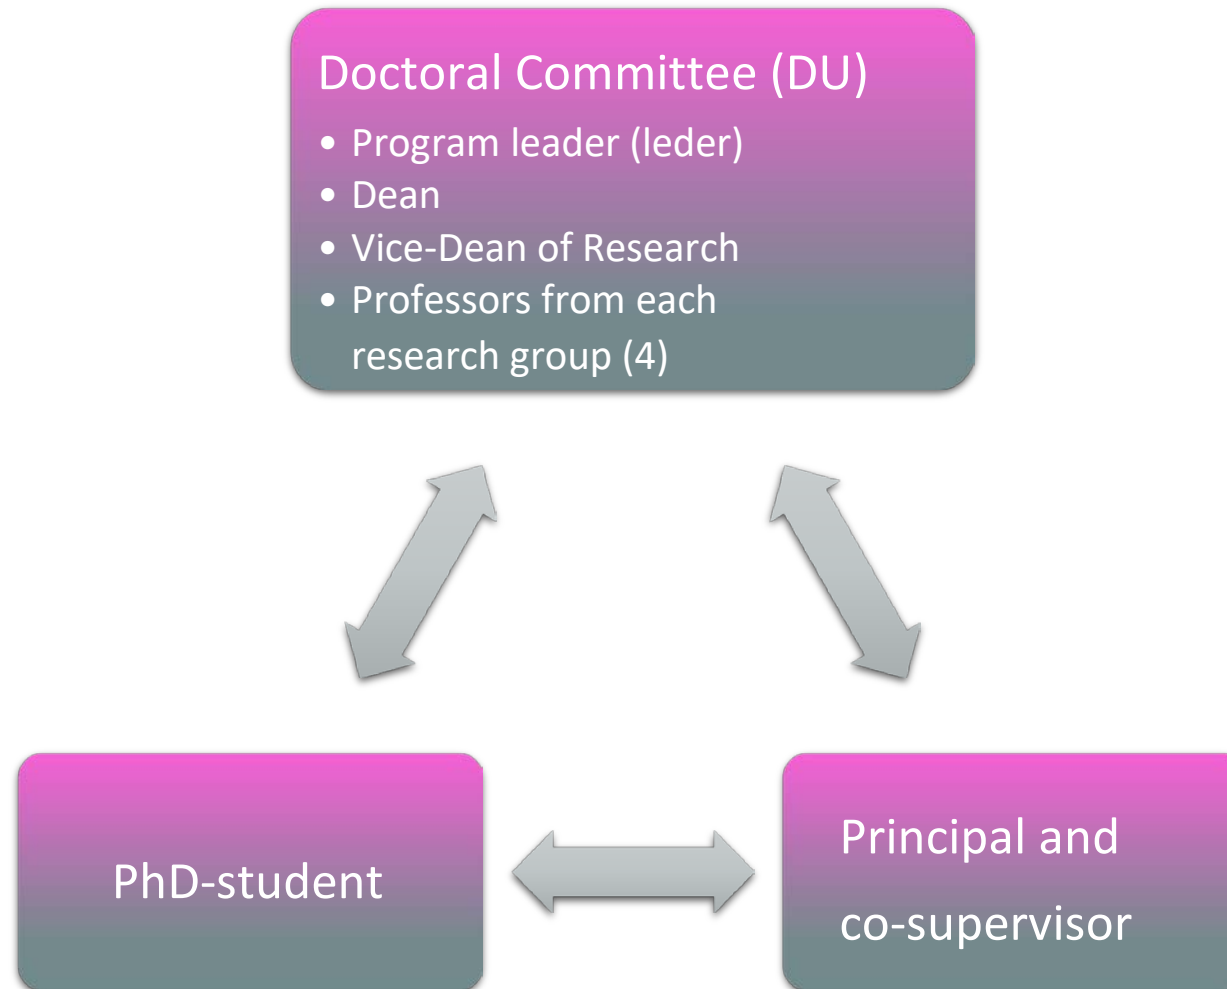 Doctoral Committee (DU)
• Program leader (leder)
• Dean
• Vice-Dean of Research
• Professors from each
research group (4)
PhD-student
Principal and
co-supervisor